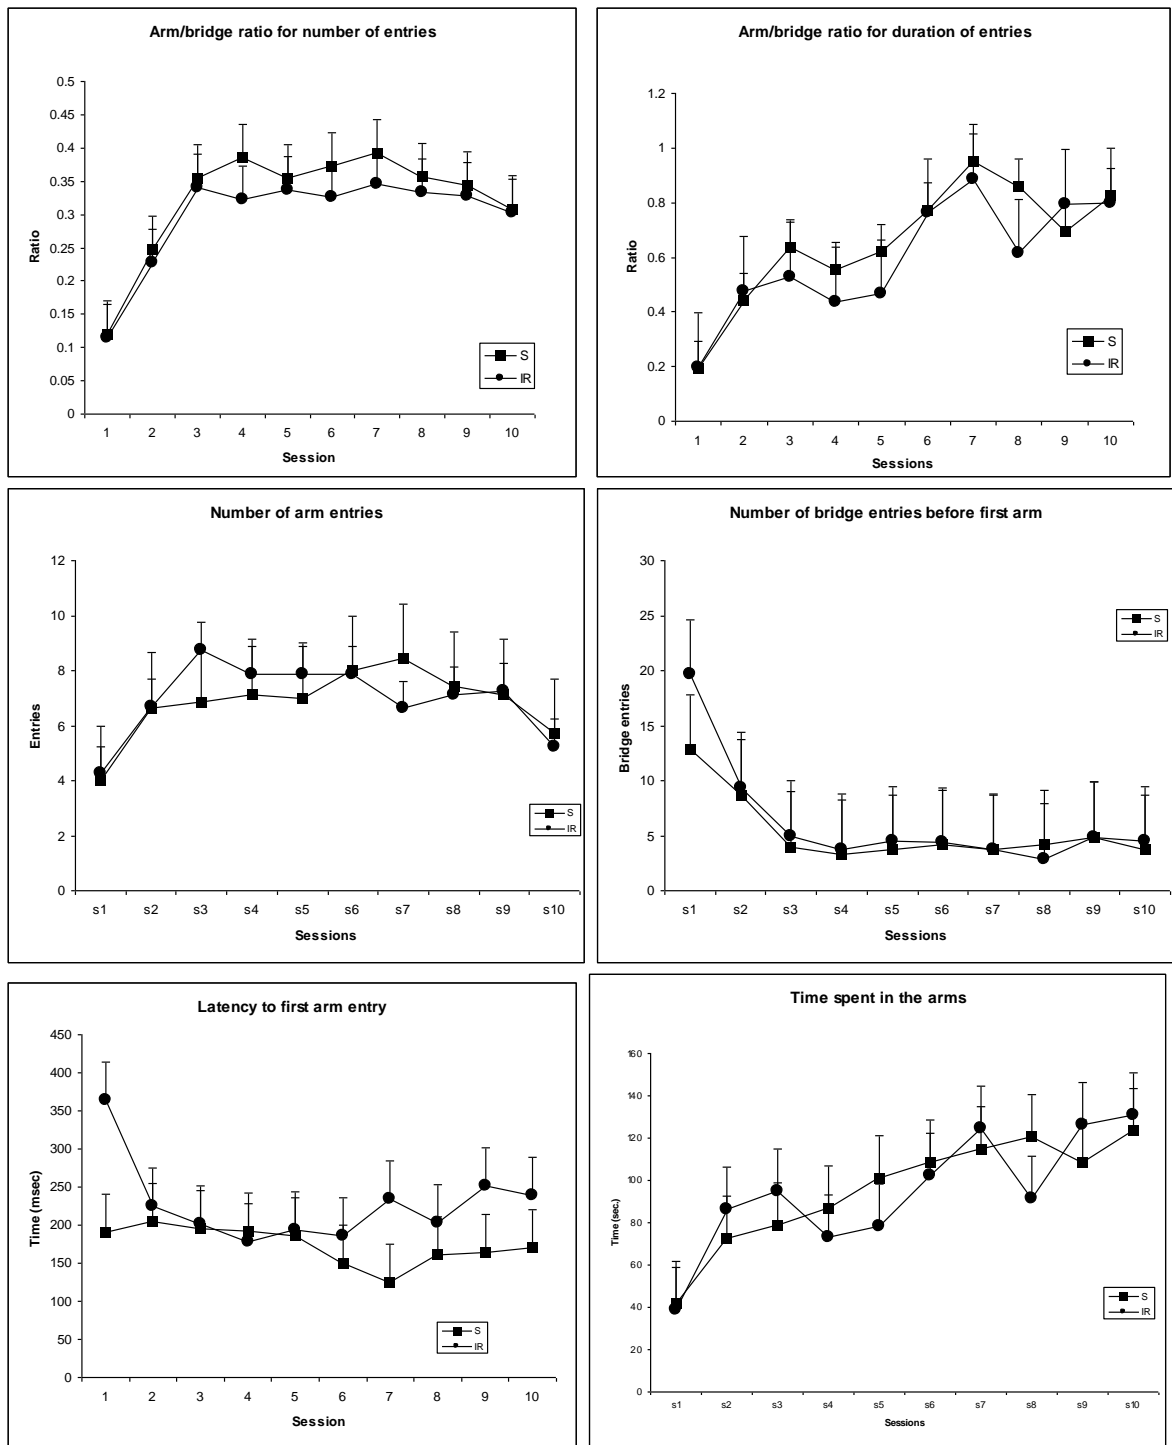 Arm/bridge ratio for number of entries
0.5
0.45
0.4
0.35
0.3
0.25
0.2
0.15
0.1
0.05
0
Ratio
1 2 3 4 5 6 7 8 9 10
Session
S
IR
Arm/bridge ratio for duration of entries
1.2
1
0.8
0.6
0.4
0.2
0
Ratio
1 2 3 4 5 6 7 8 9 10
Sessions
S
IR
Number of arm entries
12
10
8
6
4
2
0
Entries
s1 s2 s3 s4 s5 s6 s7 s8 s9 s10
Sessions
S
IR
Number of bridge entries before first arm
30
25
20
15
10
5
0
Bridge entries
s1 s2 s3 s4 s5 s6 s7 s8 s9 s10
Sessions
S
IR
Latency to first arm entry
450
400
350
300
250
200
150
100
50
0
Time (msec)
1 2 3 4 5 6 7 8 9 10
Session
S
IR
Time spent in the arms
160
140
120
100
80
60
40
20
0
Time (sec.)
s1 s2 s3 s4 s5 s6 s7 s8 s9 s10
Sessions
S
IR